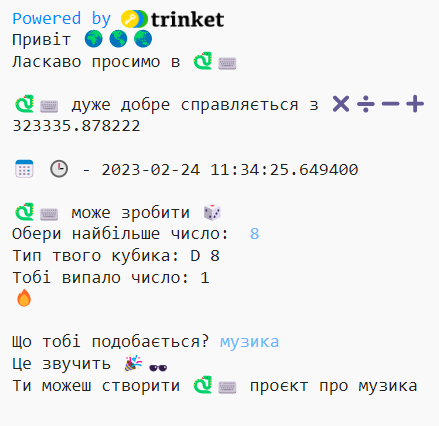 Powered by trinket
Привіт 🌍🌎🌏
Ласкаво просимо в 🐍⌨️
🐍⌨️ дуже добре справляється з ✖️➗➖➕
323335.878222
📅 🕒 - 2023-02-24 11:34:25.649400
🐍⌨️ може зробити 🎲
Обери найбільше число: 8
Тип твого кубика: D 8
Тобі випало число: 1
🔥
Що тобі подобається? музика
Це звучить 🎉🕶️
Ти можеш створити 🐍⌨️ проєкт про музика